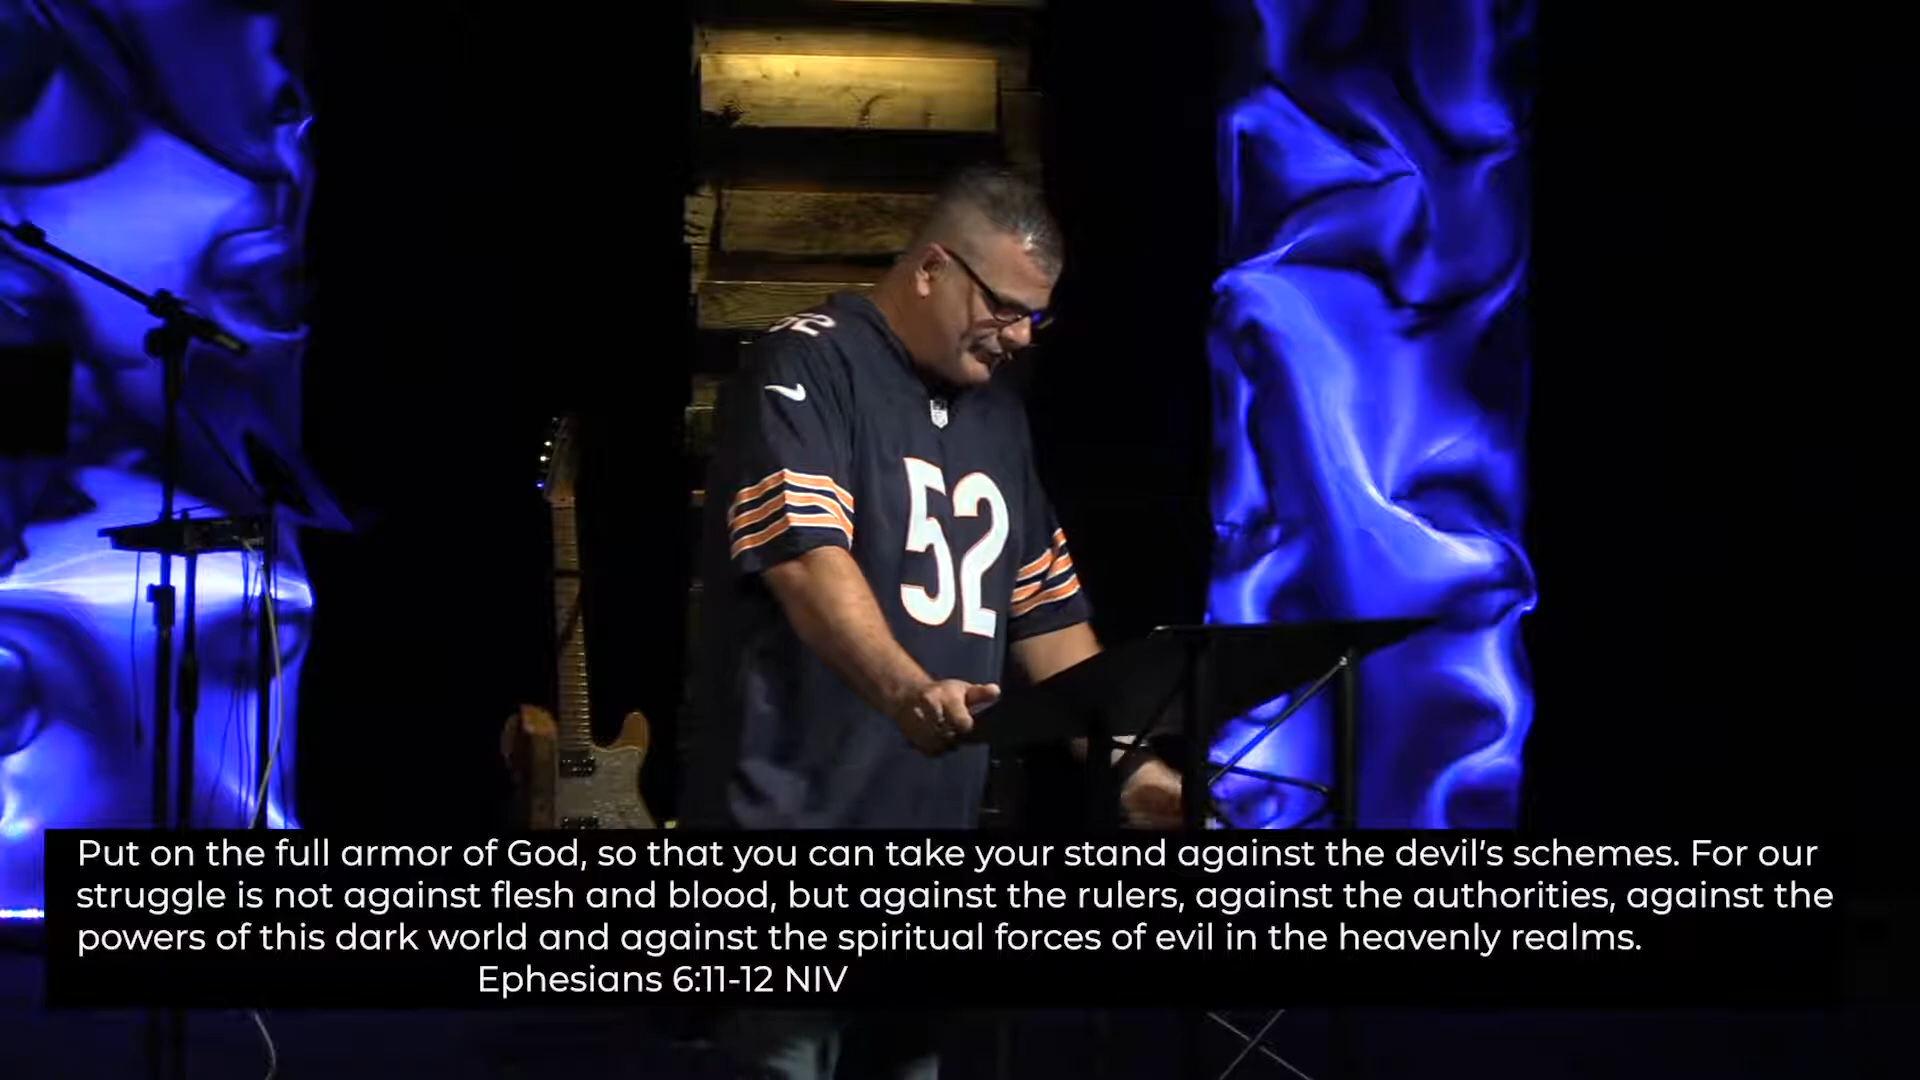 52
52
Put on the full armor of God, so that you can take your stand against the devil’s schemes. For our
struggle is not against flesh and blood, but against the rulers, against the authorities, against the
powers of this dark world and against the spiritual forces of evil in the heavenly realms.
Ephesians 6:11-12 NIV